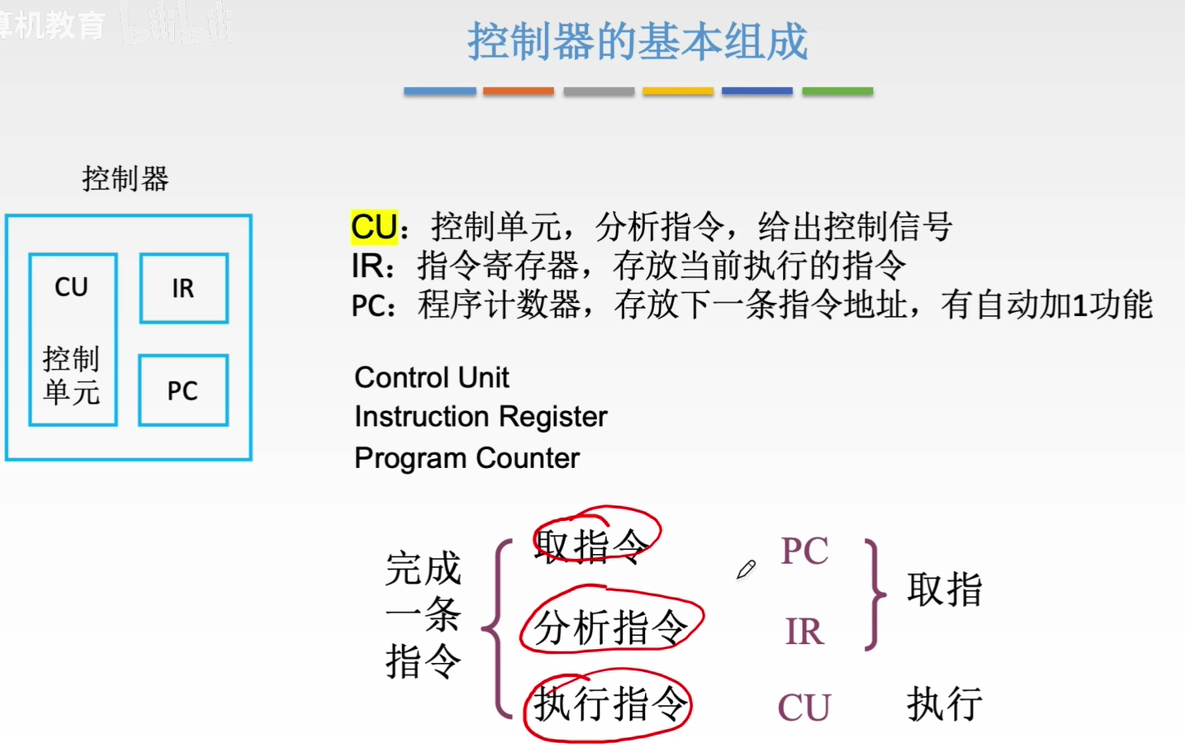 算机教育
控制器的基本组成
控制器
CU
控制
单元
IR
PC
CU：控制单元，分析指令，给出控制信号
IR：指令寄存器，存放当前执行的指令
PC：程序计数器，存放下一条指令地址，有自动加1功能
Control Unit
Instruction Register
Program Counter
完成
一条
指令
取指令
分析指令
执行指令
PC
IR
CU
取指
执行